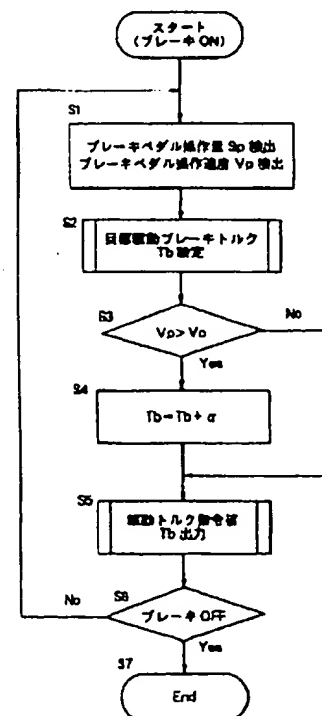 スタート
(ブレーキ ON)
S1
ブレーキペダル操作量 Sp 検出
ブレーキペダル操作速度 Vp 検出
S2
目標駆動ブレーキトルク
Tb 設定
S3
Vp > Vo
No
Yes
S4
Tb=Tb+α
S5
駆動トルク指令値
Tb 出力
S6
ブレーキOFF
No
Yes
S7
End